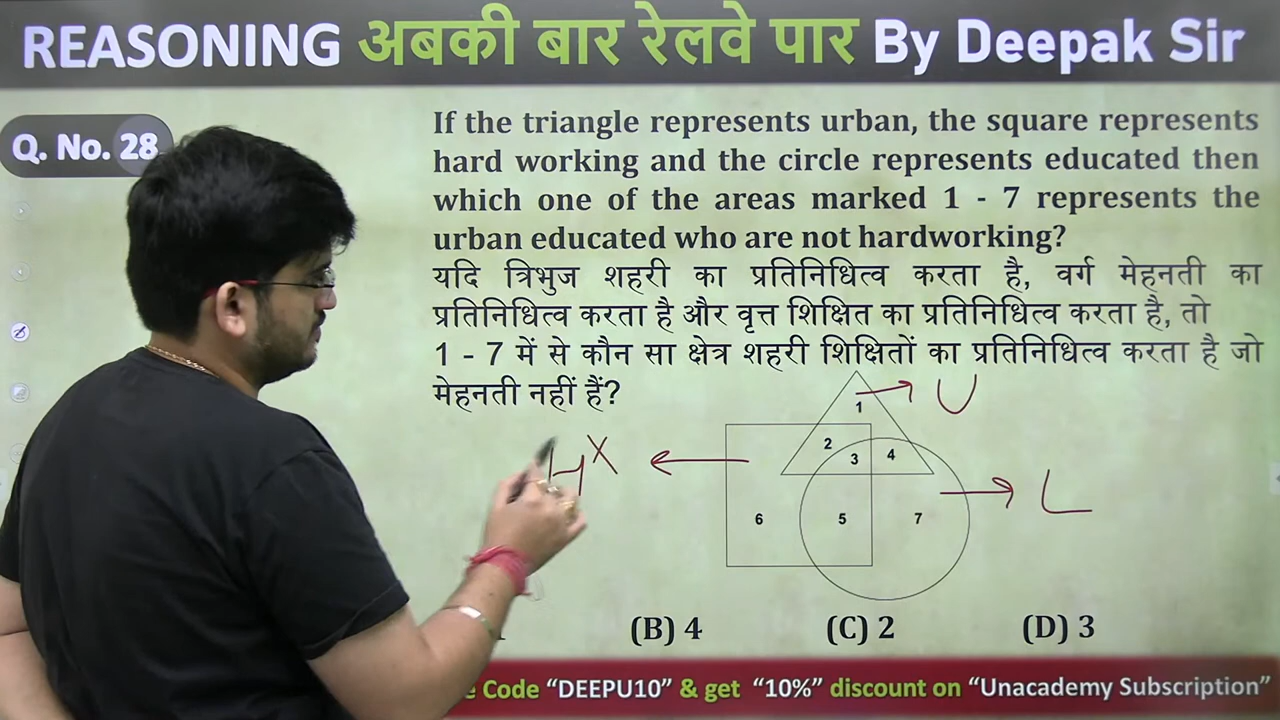 REASONING अबकी बार रेलवे पार By Deepak Sir
Q. No. 28
If the triangle represents urban, the square represents
hard working and the circle represents educated then
which one of the areas marked 1 - 7 represents the
urban educated who are not hardworking?
यदि त्रिभुज शहरी का प्रतिनिधित्व करता है, वर्ग मेहनती का
प्रतिनिधित्व करता है और वृत्त शिक्षित का प्रतिनिधित्व करता है, तो
1 - 7 में से कौन सा क्षेत्र शहरी शिक्षितों का प्रतिनिधित्व करता है जो
मेहनती नहीं हैं?
1 U
2 3 4
X
6 5 7 L
(B) 4 (C) 2 (D) 3
Code “DEEPU10” & get “10%” discount on “Unacademy Subscription”